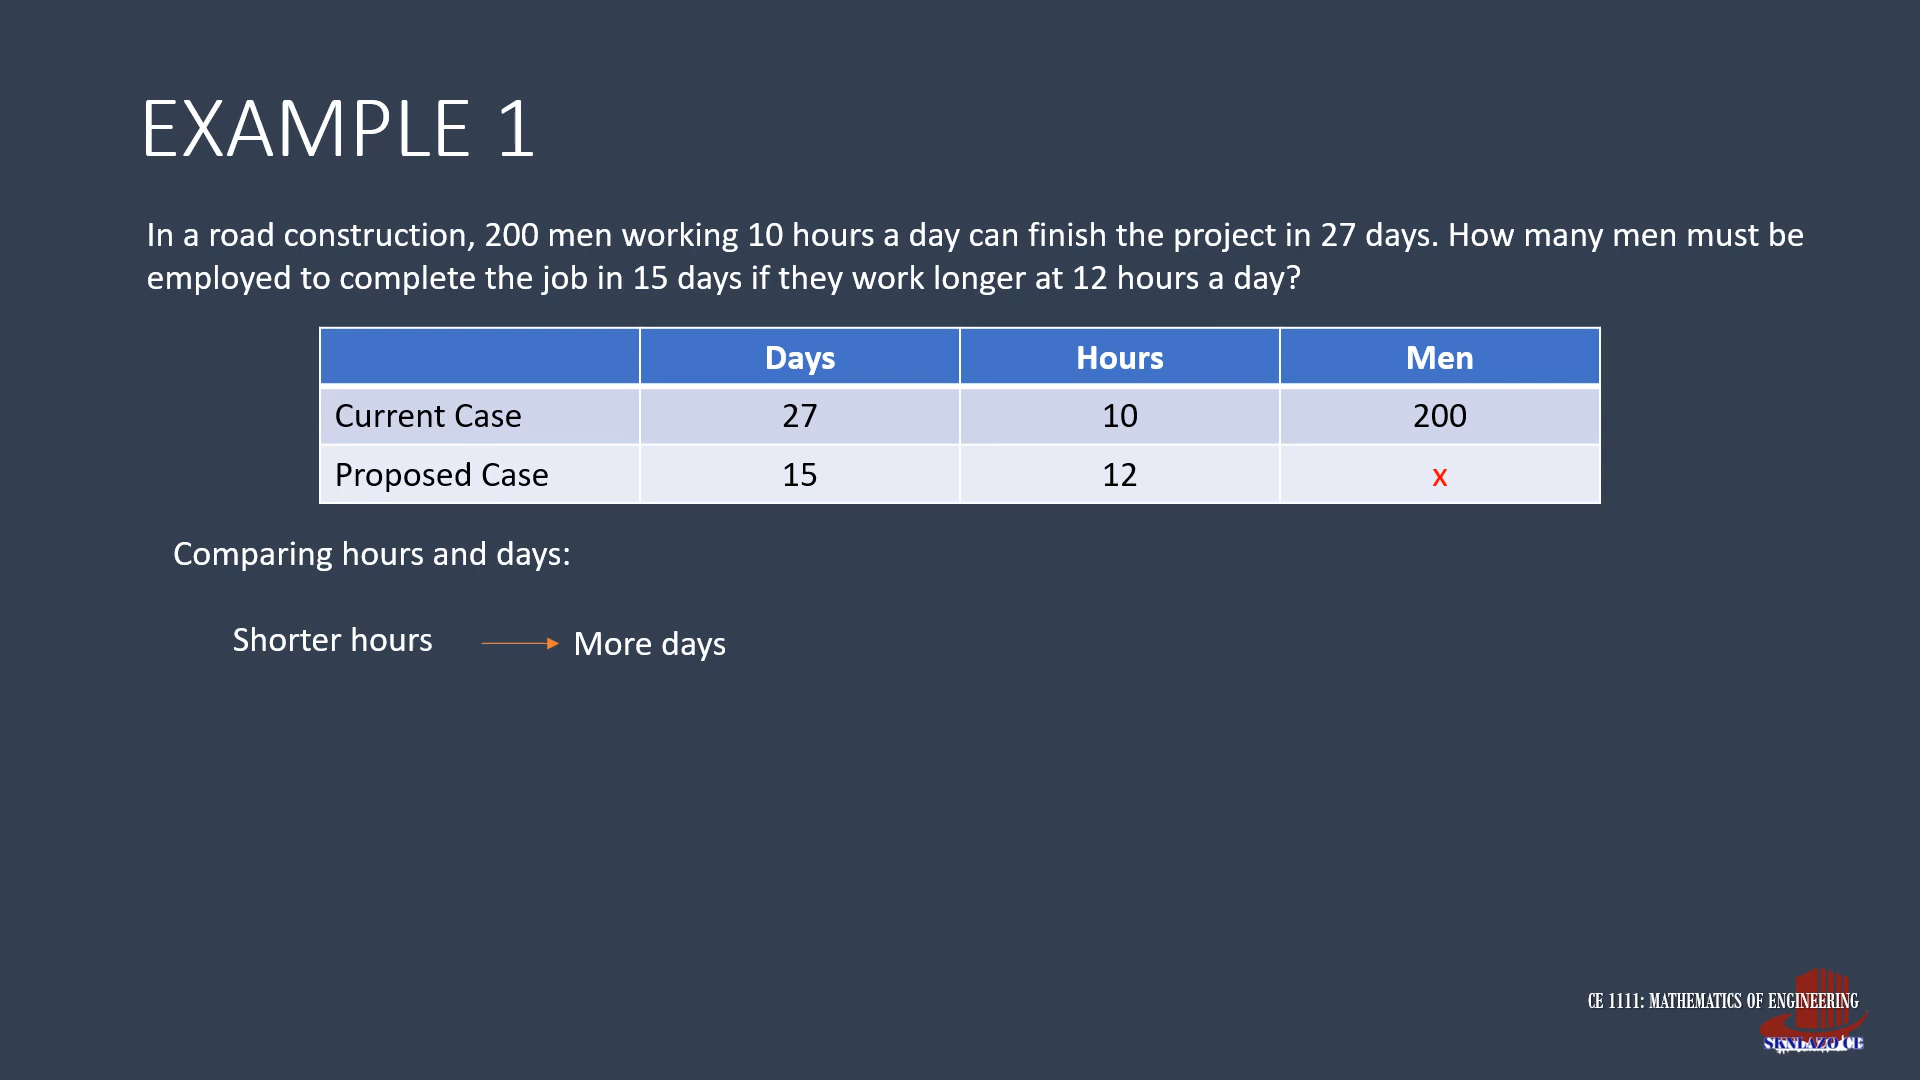 EXAMPLE 1
In a road construction, 200 men working 10 hours a day can finish the project in 27 days. How many men must be
employed to complete the job in 15 days if they work longer at 12 hours a day?
Days Hours Men
Current Case 27 10 200
Proposed Case 15 12 x
Comparing hours and days:
Shorter hours More days
CE 1111: MATHEMATICS OF ENGINEERING
SKNLAZO CE